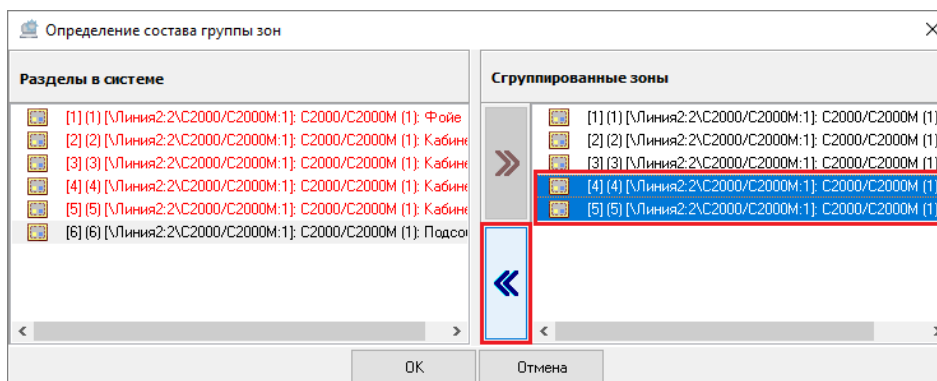 Определение состава группы зон
Разделы в системе
[1] (1) [\Линия2:2\С2000/С2000М:1]: С2000/С2000М (1): Фойе
[2] (2) [\Линия2:2\С2000/С2000М:1]: С2000/С2000М (1): Кабине
[3] (3) [\Линия2:2\С2000/С2000М:1]: С2000/С2000М (1): Кабине
[4] (4) [\Линия2:2\С2000/С2000М:1]: С2000/С2000М (1): Кабине
[5] (5) [\Линия2:2\С2000/С2000М:1]: С2000/С2000М (1): Кабине
[6] (6) [\Линия2:2\С2000/С2000М:1]: С2000/С2000М (1): Подсо
Сгруппированные зоны
[1] (1) [\Линия2:2\С2000/С2000М:1]: С2000/С2000М (1)
[2] (2) [\Линия2:2\С2000/С2000М:1]: С2000/С2000М (1)
[3] (3) [\Линия2:2\С2000/С2000М:1]: С2000/С2000М (1)
[4] (4) [\Линия2:2\С2000/С2000М:1]: С2000/С2000М (1)
[5] (5) [\Линия2:2\С2000/С2000М:1]: С2000/С2000М (1)
OK
Отмена